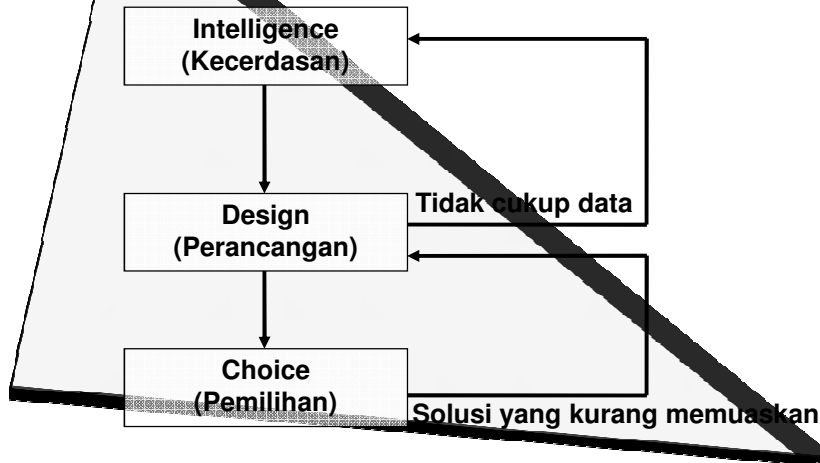 Intelligence
(Kecerdasan)
Tidak cukup data
Design
(Perancangan)
Choice
(Pemilihan)
Solusi yang kurang memuaskan